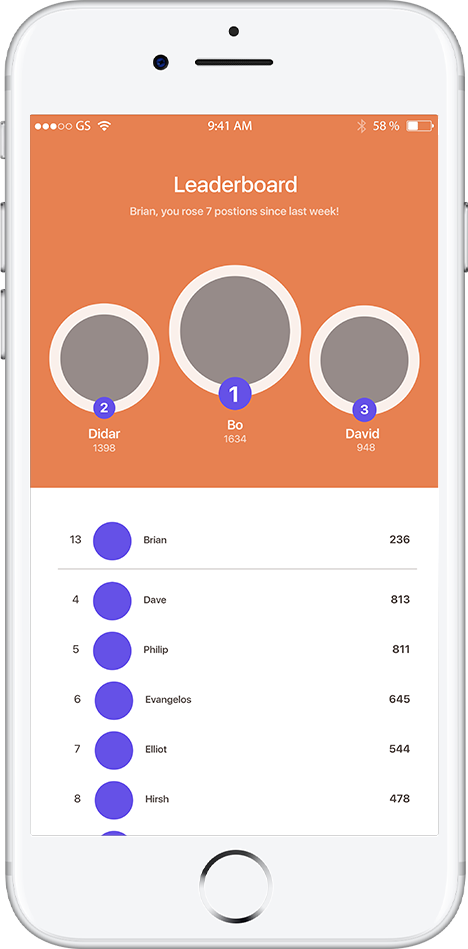 GS 9:41 AM 58 %
Leaderboard
Brian, you rose 7 postions since last week!
1
2
3
Bo
1634
Didar
1398
David
948
13 Brian 236
4 Dave 813
5 Philip 811
6 Evangelos 645
7 Elliot 544
8 Hirsh 478